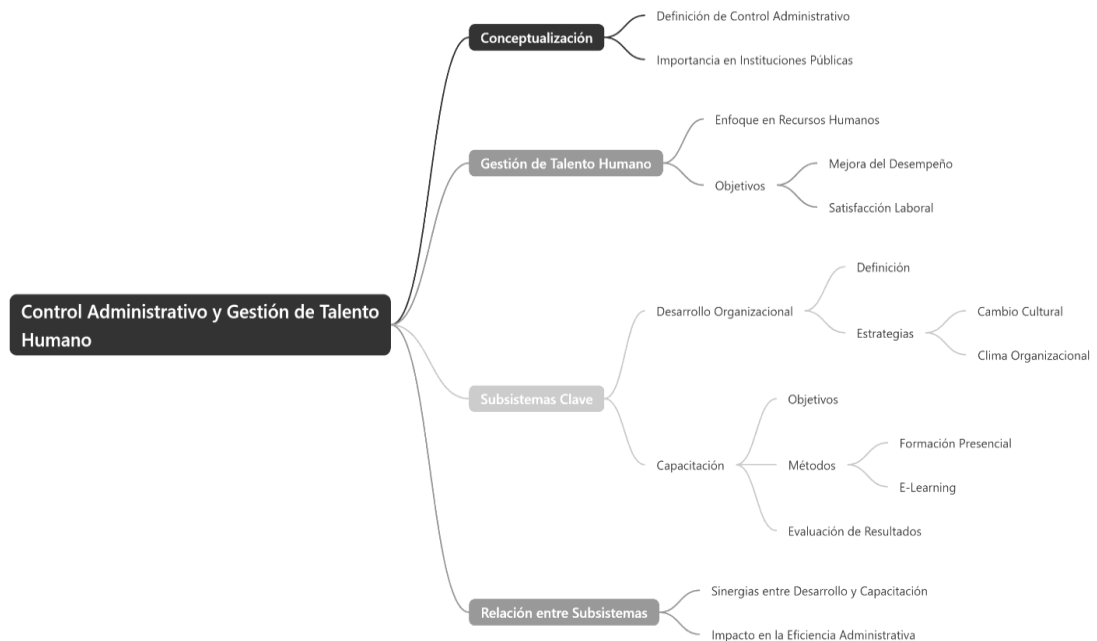 Control Administrativo y Gestión de Talento
Humano
Conceptualización
Definición de Control Administrativo
Importancia en Instituciones Públicas
Gestión de Talento Humano
Enfoque en Recursos Humanos
Objetivos
Mejora del Desempeño
Satisfacción Laboral
Subsistemas Clave
Desarrollo Organizacional
Definición
Estrategias
Cambio Cultural
Clima Organizacional
Capacitación
Objetivos
Métodos
Formación Presencial
E-Learning
Evaluación de Resultados
Relación entre Subsistemas
Sinergias entre Desarrollo y Capacitación
Impacto en la Eficiencia Administrativa